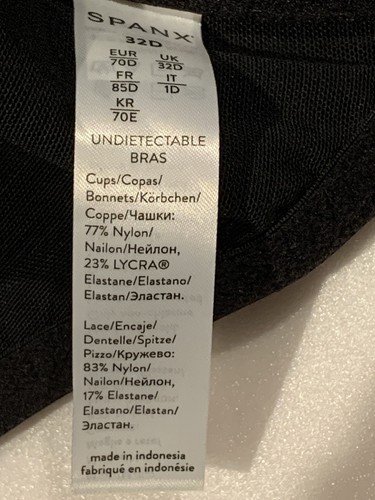 SPANX®
32D
EUR UK
70D 32D
FR IT
85D 1D
KR
70E
UNDIETECTABLE
BRAS
Cups/Copas/
Bonnets/Körbchen/
Coppe/Чашки:
77% Nylon/
Nailon/Нейлон,
23% LYCRA®
Elastane/Elastano/
Elastan/Эластан.
Lace/Encaje/
Dentelle/Spitze/
Pizzo/Кружево:
83% Nylon/
Nailon/Нейлон,
17% Elastane/
Elastano/Elastan/
Эластан.
made in indonesia
fabriqué en indonésie